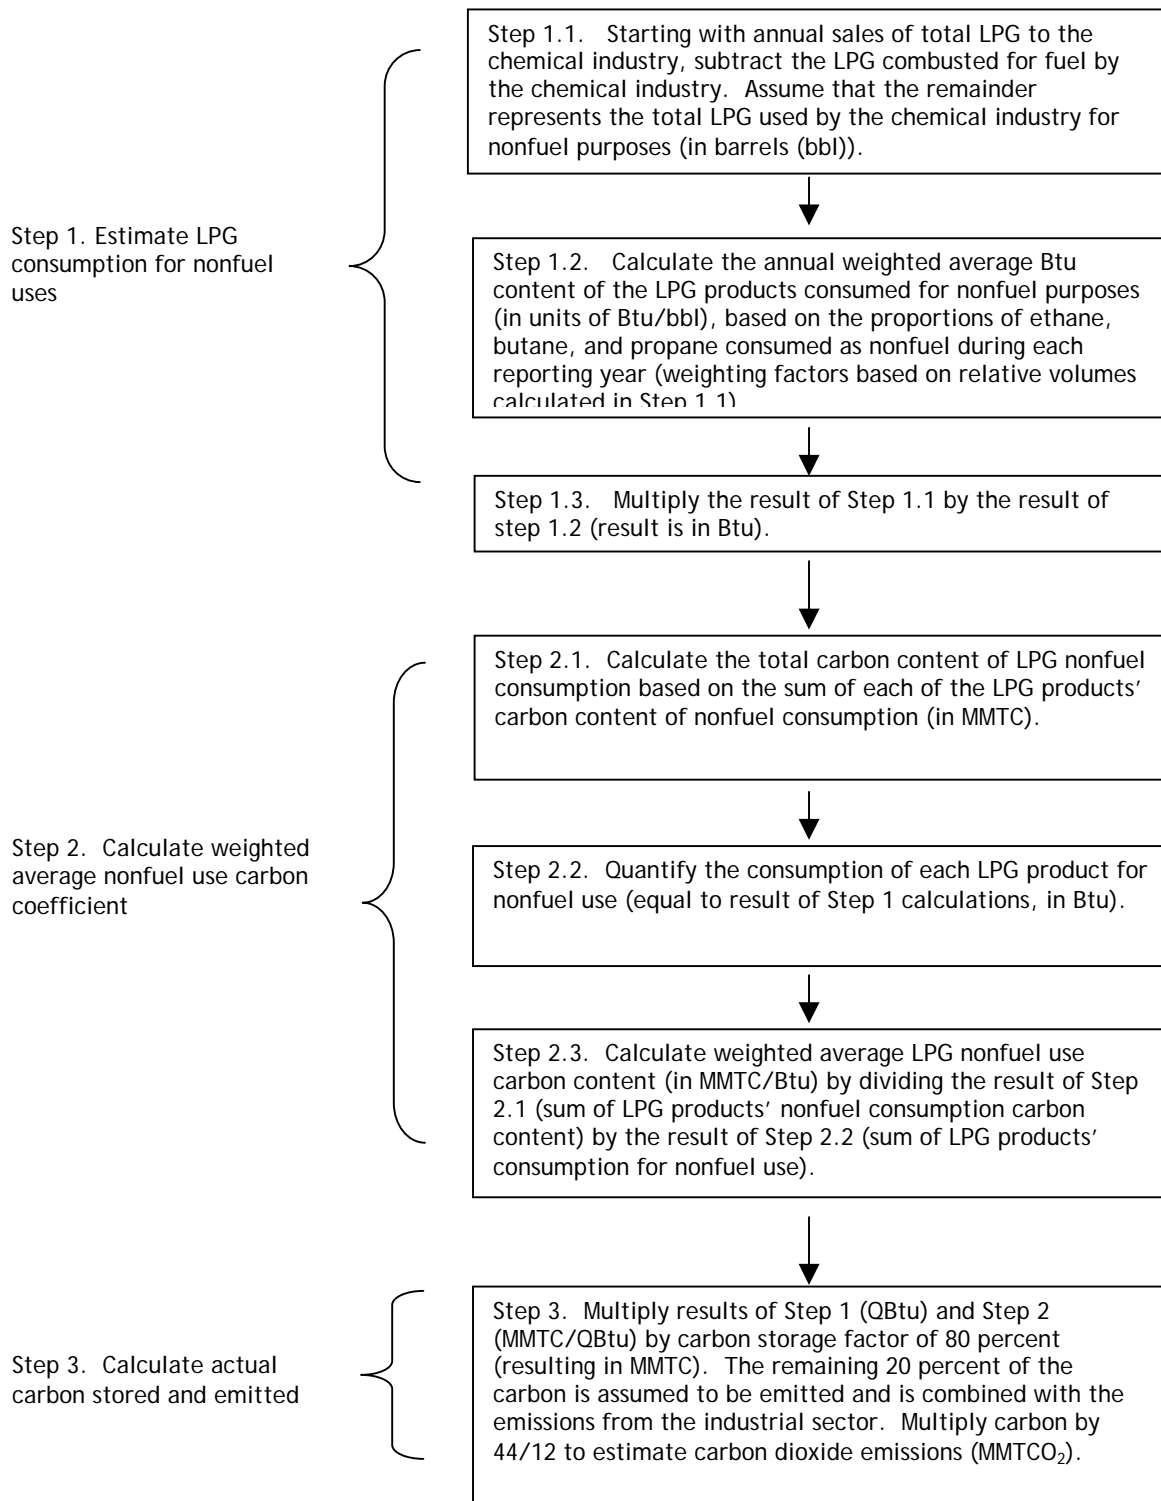 Step 1.1. Starting with annual sales of total LPG to the
chemical industry, subtract the LPG combusted for fuel by
the chemical industry. Assume that the remainder
represents the total LPG used by the chemical industry for
nonfuel purposes (in barrels (bbl)).
Step 1. Estimate LPG
consumption for nonfuel
uses
Step 1.2. Calculate the annual weighted average Btu
content of the LPG products consumed for nonfuel purposes
(in units of Btu/bbl), based on the proportions of ethane,
butane, and propane consumed as nonfuel during each
reporting year (weighting factors based on relative volumes
calculated in Step 1.1)
Step 1.3. Multiply the result of Step 1.1 by the result of
step 1.2 (result is in Btu).
Step 2.1. Calculate the total carbon content of LPG nonfuel
consumption based on the sum of each of the LPG products’
carbon content of nonfuel consumption (in MMTC).
Step 2. Calculate weighted
average nonfuel use carbon
coefficient
Step 2.2. Quantify the consumption of each LPG product for
nonfuel use (equal to result of Step 1 calculations, in Btu).
Step 2.3. Calculate weighted average LPG nonfuel use
carbon content (in MMTC/Btu) by dividing the result of Step
2.1 (sum of LPG products’ nonfuel consumption carbon
content) by the result of Step 2.2 (sum of LPG products’
consumption for nonfuel use).
Step 3. Calculate actual
carbon stored and emitted
Step 3. Multiply results of Step 1 (QBtu) and Step 2
(MMTC/QBtu) by carbon storage factor of 80 percent
(resulting in MMTC). The remaining 20 percent of the
carbon is assumed to be emitted and is combined with the
emissions from the industrial sector. Multiply carbon by
44/12 to estimate carbon dioxide emissions (MMTCO₂).